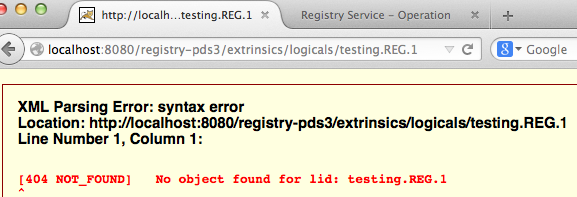 http://localh...testing.REG.1
Registry Service - Operation
localhost:8080/registry-pds3/extrinsics/logicals/testing.REG.1
Google
XML Parsing Error: syntax error
Location: http://localhost:8080/registry-pds3/extrinsics/logicals/testing.REG.1
Line Number 1, Column 1:
[404 NOT_FOUND]   No object found for lid: testing.REG.1
^